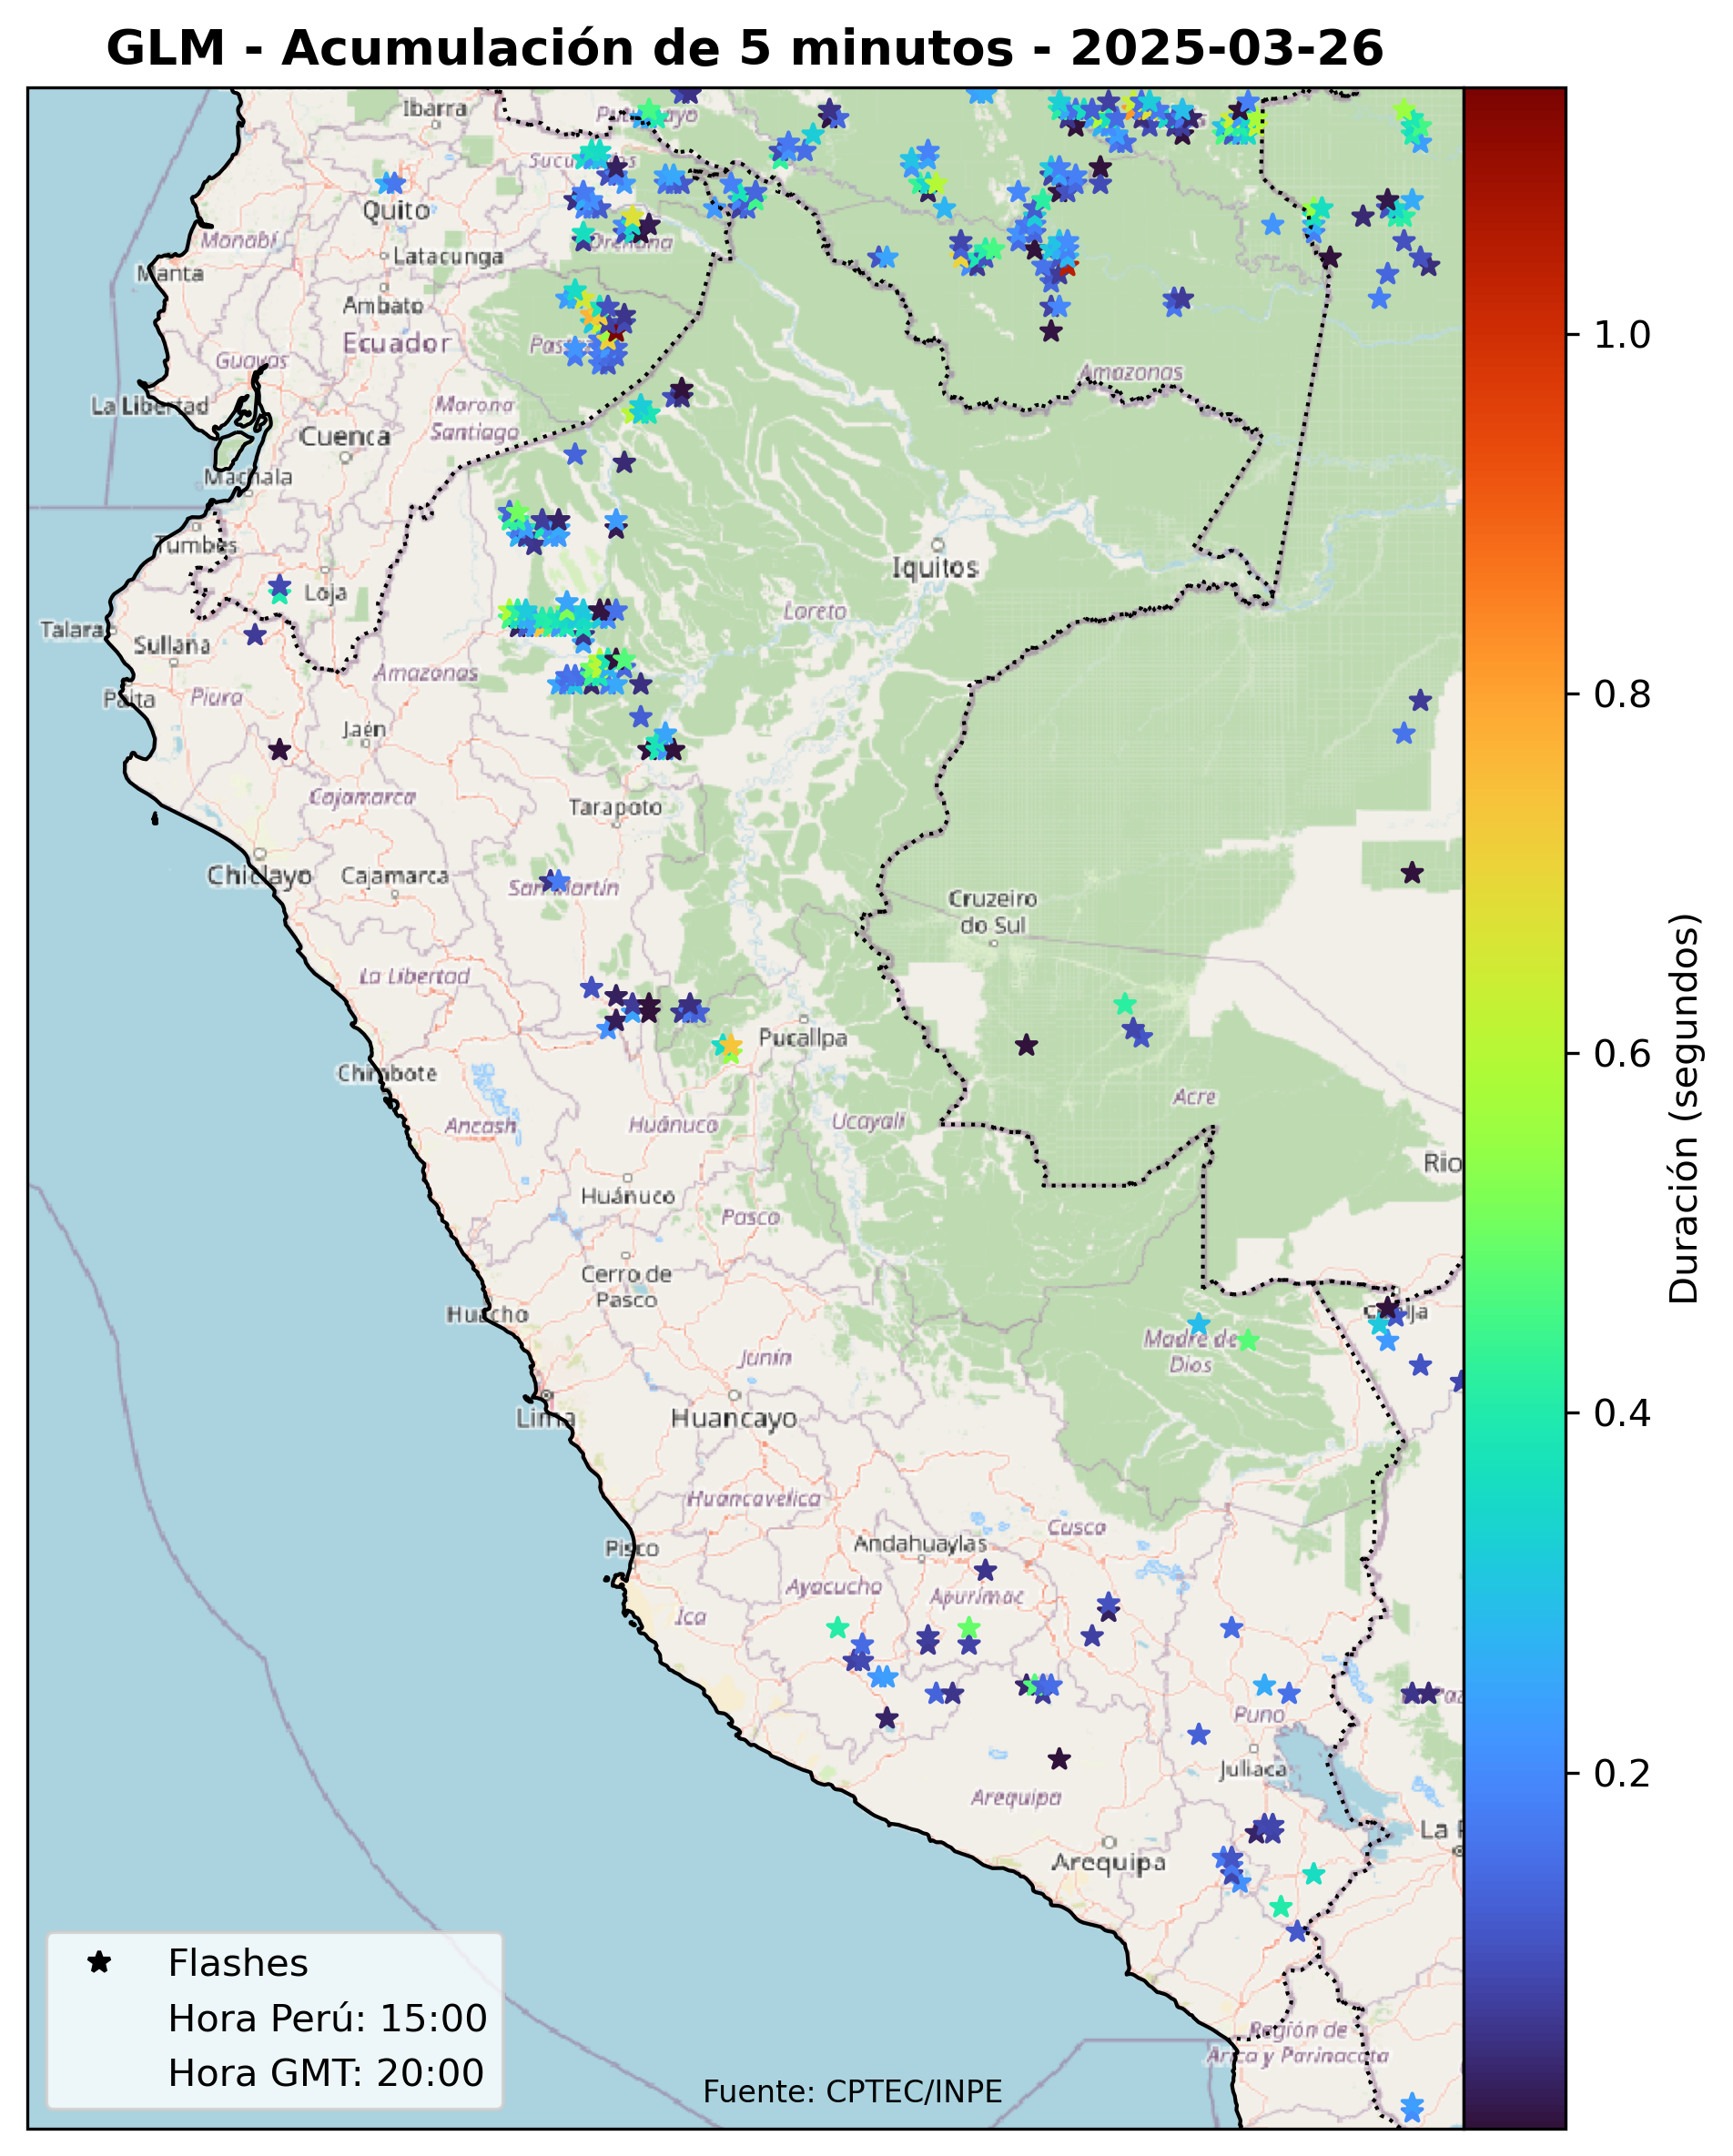 GLM - Acumulación de 5 minutos - 2025-03-26
Ibarra
Quito
Manabí
Manta
Latacunga
Orellana
Ambato
Ecuador
Guayas
La Libertad
Morona
Santiago
Cuenca
Machala
Amazonas
Tumbes
Loja
Iquitos
Loreto
Talara
Sullana
Amazonas
Paita
Piura
Jaén
Cajamarca
Tarapoto
Chiclayo
Cajamarca
San Martín
Cruzeiro
do Sul
La Libertad
Pucallpa
Chimbote
Ancash
Huánuco
Ucayali
Acre
Rio
Huánuco
Pasco
Cerro de
Pasco
Huacho
Madre de
Dios
Junín
Lima
Huancayo
Huancavelica
Cusco
Pisco
Andahuaylas
Ayacucho
Apurímac
Ica
Puno
Juliaca
Arequipa
La
Arequipa
Región de
Arica y Parinacota
Flashes
Hora Perú: 15:00
Hora GMT: 20:00
Fuente: CPTEC/INPE
1.0
0.8
0.6
0.4
0.2
Duración (segundos)